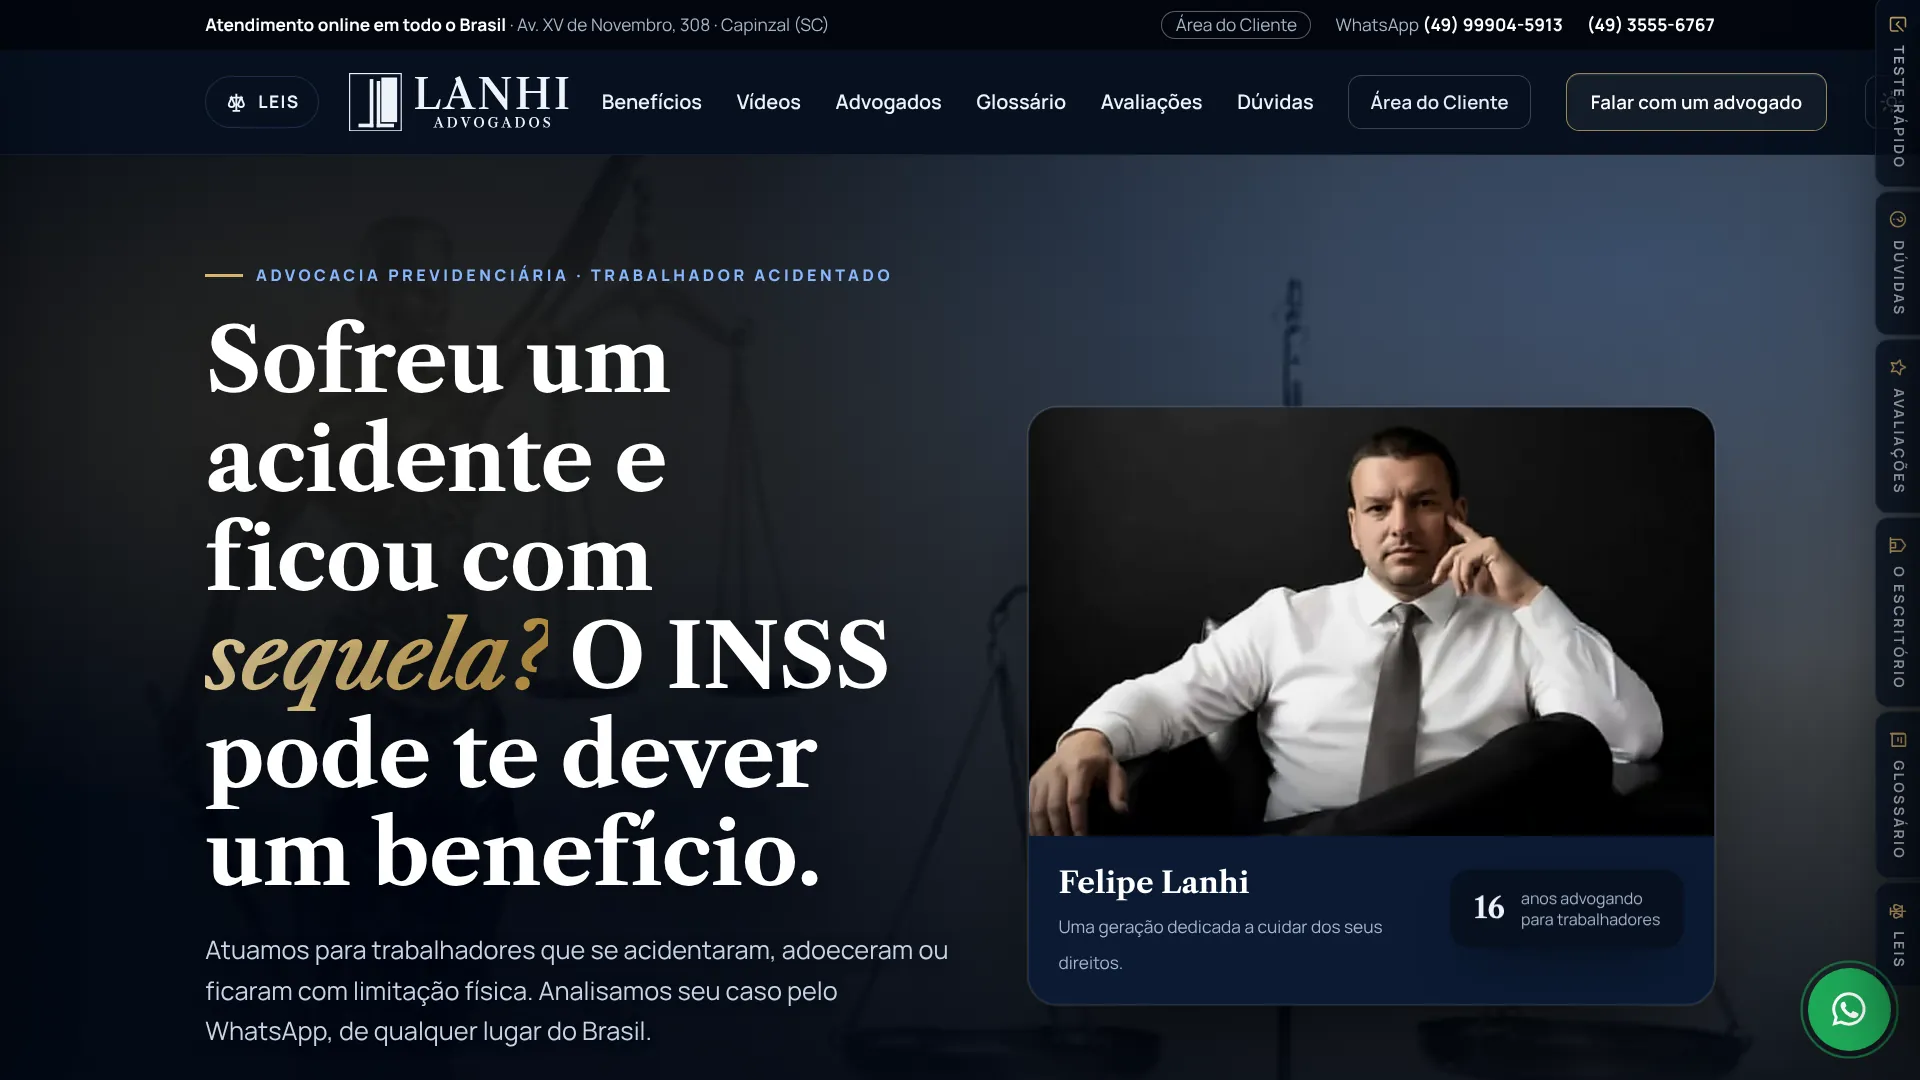 Atendimento online em todo o Brasil · Av. XV de Novembro, 308 · Capinzal (SC)
Área do Cliente
WhatsApp (49) 99904-5913
(49) 3555-6767
LEIS
LANHI
ADVOGADOS
Benefícios
Vídeos
Advogados
Glossário
Avaliações
Dúvidas
Área do Cliente
Falar com um advogado
ADVOCACIA PREVIDENCIÁRIA · TRABALHADOR ACIDENTADO
Sofreu um
acidente e
ficou com
sequela? O INSS
pode te dever
um benefício.
Atuamos para trabalhadores que se acidentaram, adoeceram ou
ficaram com limitação física. Analisamos seu caso pelo
WhatsApp, de qualquer lugar do Brasil.
Felipe Lanhi
Uma geração dedicada a cuidar dos seus
direitos.
16
anos advogando
para trabalhadores
TESTE RÁPIDO
DÚVIDAS
AVALIAÇÕES
O ESCRITÓRIO
GLOSSÁRIO
LEIS